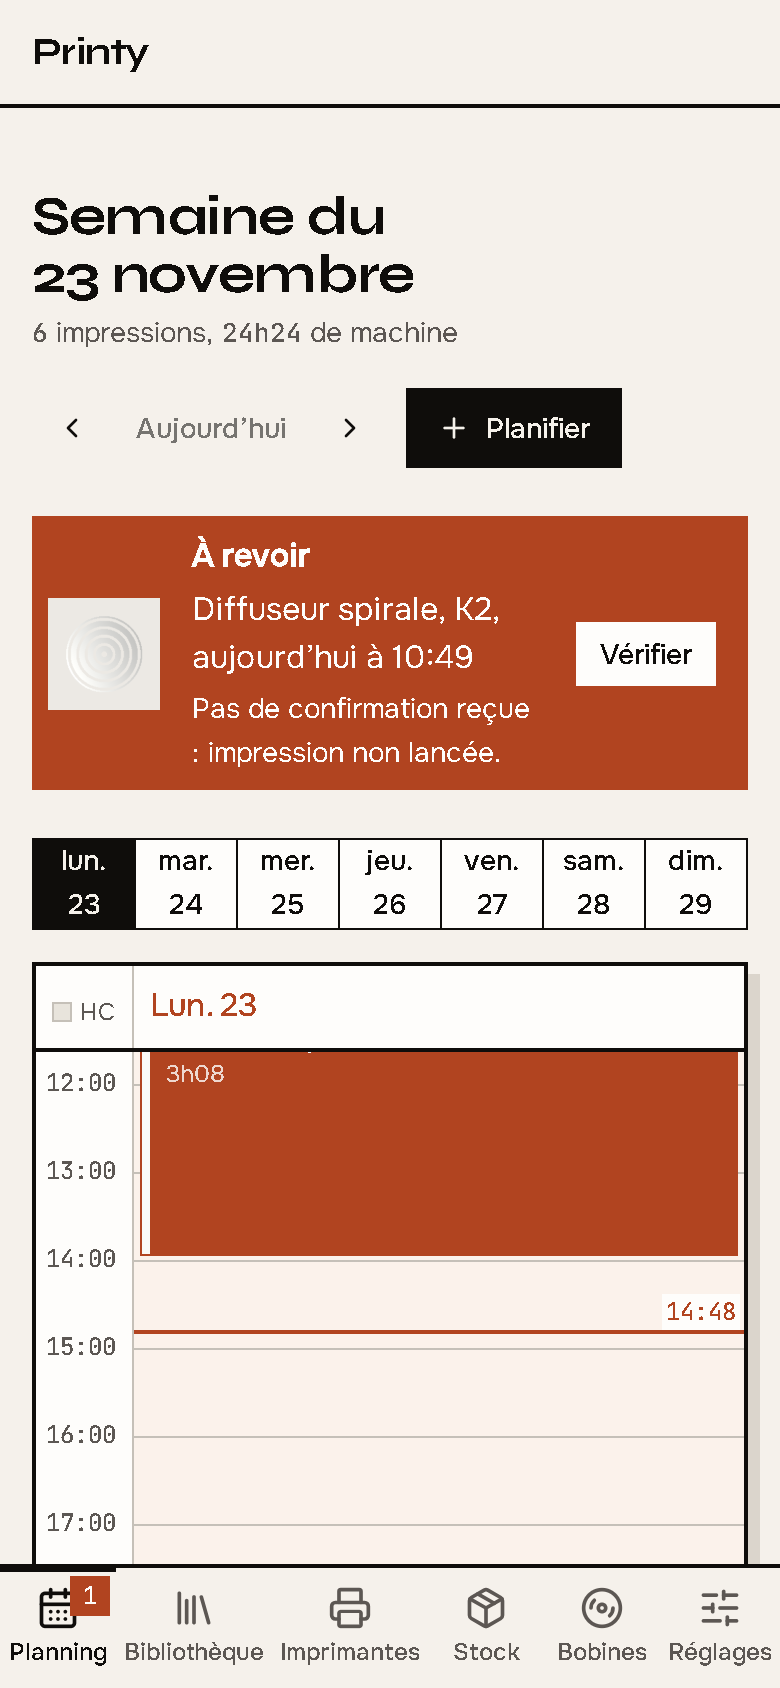 Printy
Semaine du
23 novembre
6 impressions, 24h24 de machine
Aujourd’hui
Planifier
À revoir
Diffuseur spirale, K2,
aujourd’hui à 10:49
Pas de confirmation reçue
: impression non lancée.
Vérifier
lun. mar. mer. jeu. ven. sam. dim.
23 24 25 26 27 28 29
HC Lun. 23
3h08
12:00
13:00
14:00
14:48
15:00
16:00
17:00
1
Planning Bibliothèque Imprimantes Stock Bobines Réglages